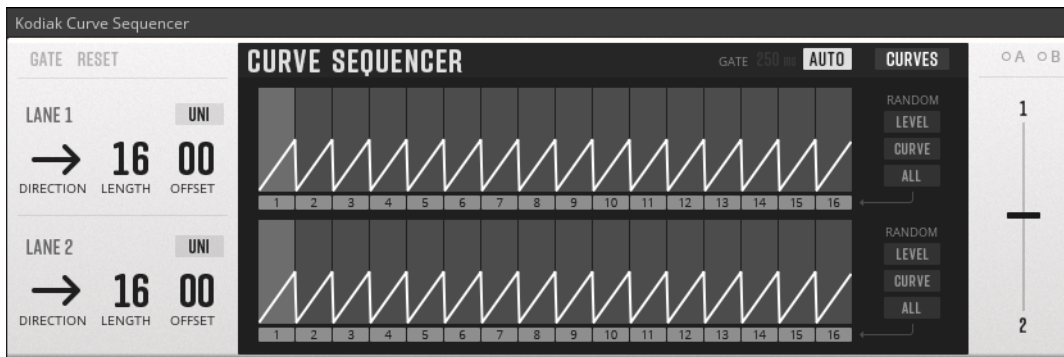 Kodiak Curve Sequencer
GATE RESET
CURVE SEQUENCER
GATE 250 ms AUTO
CURVES
A B
LANE 1 UNI
16 00
DIRECTION LENGTH OFFSET
1 2 3 4 5 6 7 8 9 10 11 12 13 14 15 16
RANDOM
LEVEL
CURVE
ALL
LANE 2 UNI
16 00
DIRECTION LENGTH OFFSET
1 2 3 4 5 6 7 8 9 10 11 12 13 14 15 16
RANDOM
LEVEL
CURVE
ALL
1
2